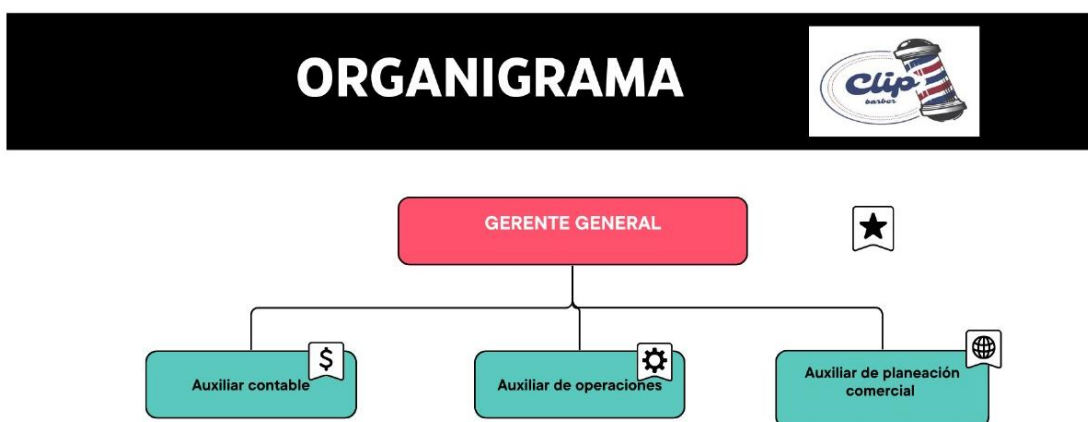 ORGANIGRAMA
Clip
barber
GERENTE GENERAL
$
Auxiliar contable
Auxiliar de operaciones
Auxiliar de planeación
comercial